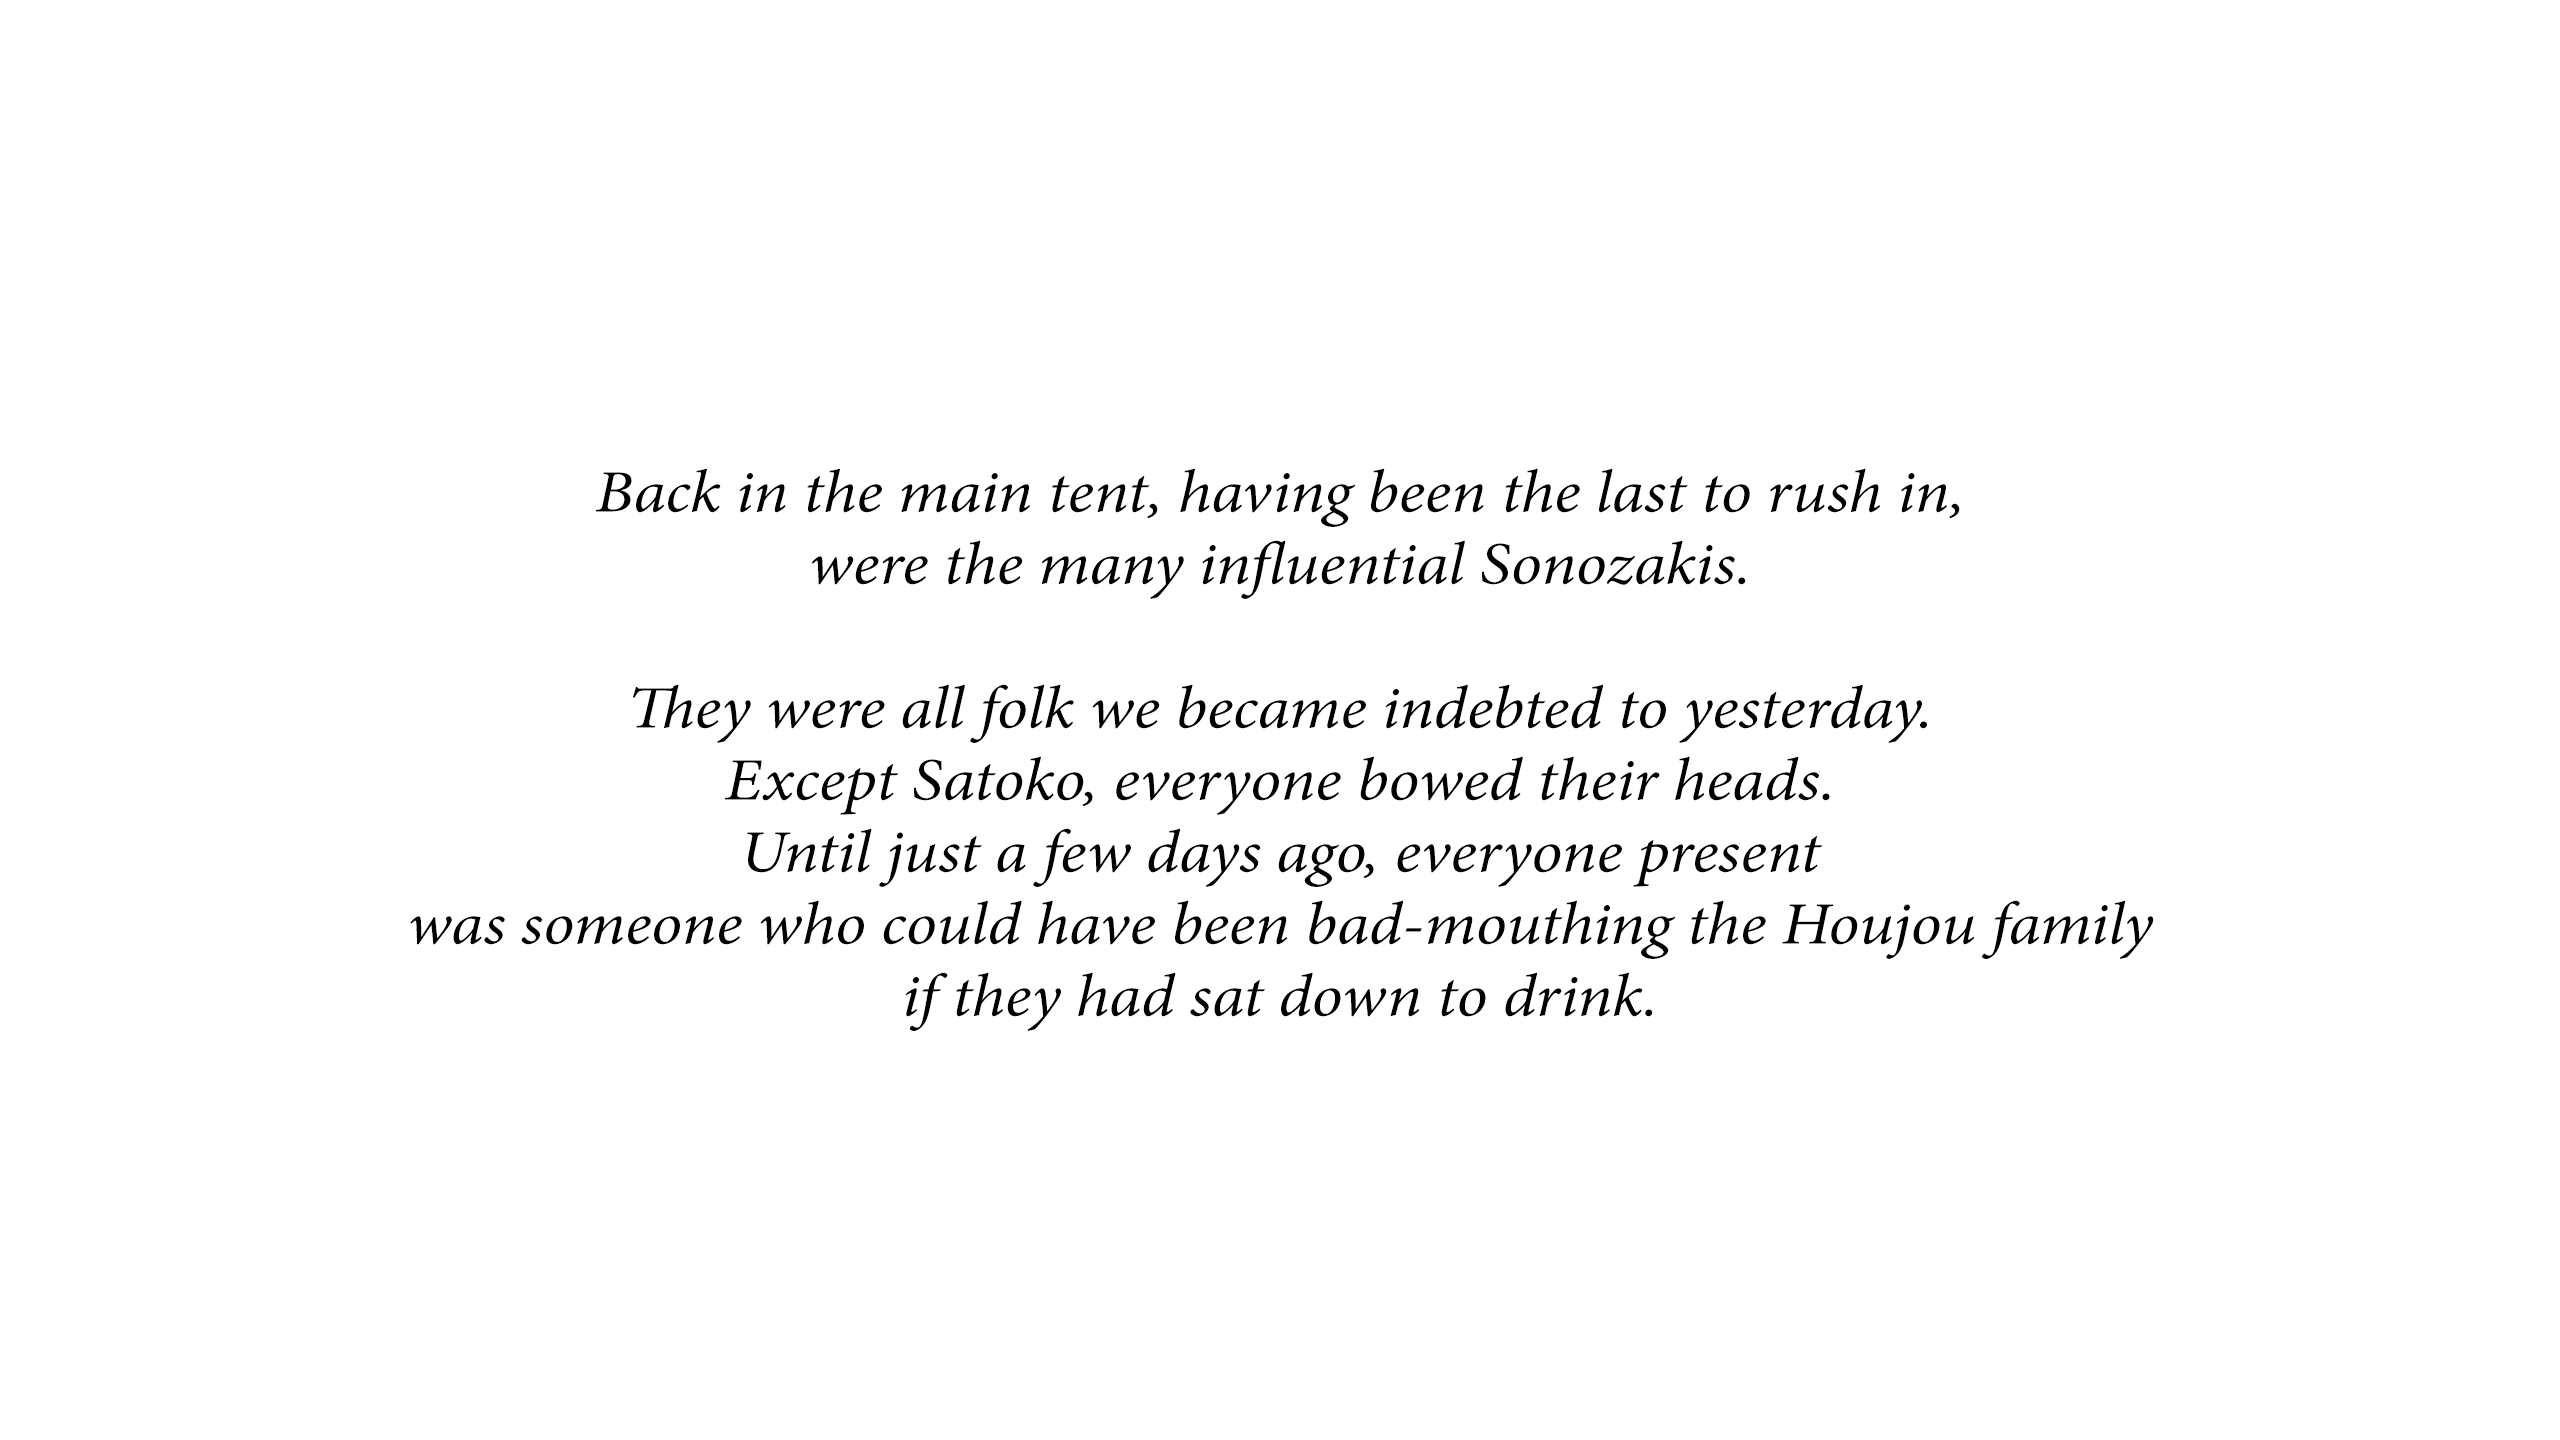 Back in the main tent, having been the last to rush in,
were the many influential Sonozakis.
They were all folk we became indebted to yesterday.
Except Satoko, everyone bowed their heads.
Until just a few days ago, everyone present
was someone who could have been bad-mouthing the Houjou family
if they had sat down to drink.